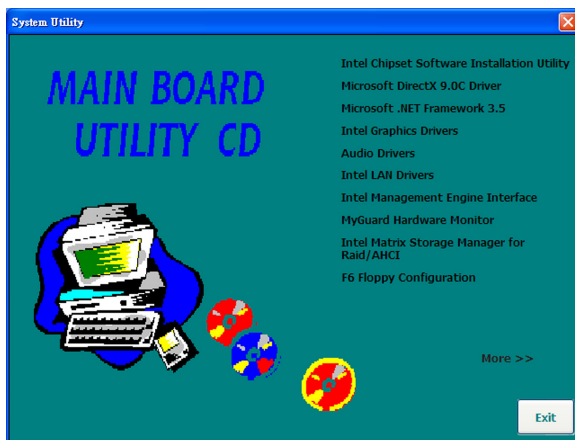 System Utility
MAIN BOARD
UTILITY CD
Intel Chipset Software Installation Utility
Microsoft DirectX 9.0C Driver
Microsoft .NET Framework 3.5
Intel Graphics Drivers
Audio Drivers
Intel LAN Drivers
Intel Management Engine Interface
MyGuard Hardware Monitor
Intel Matrix Storage Manager for
Raid/AHCI
F6 Floppy Configuration
More >>
Exit